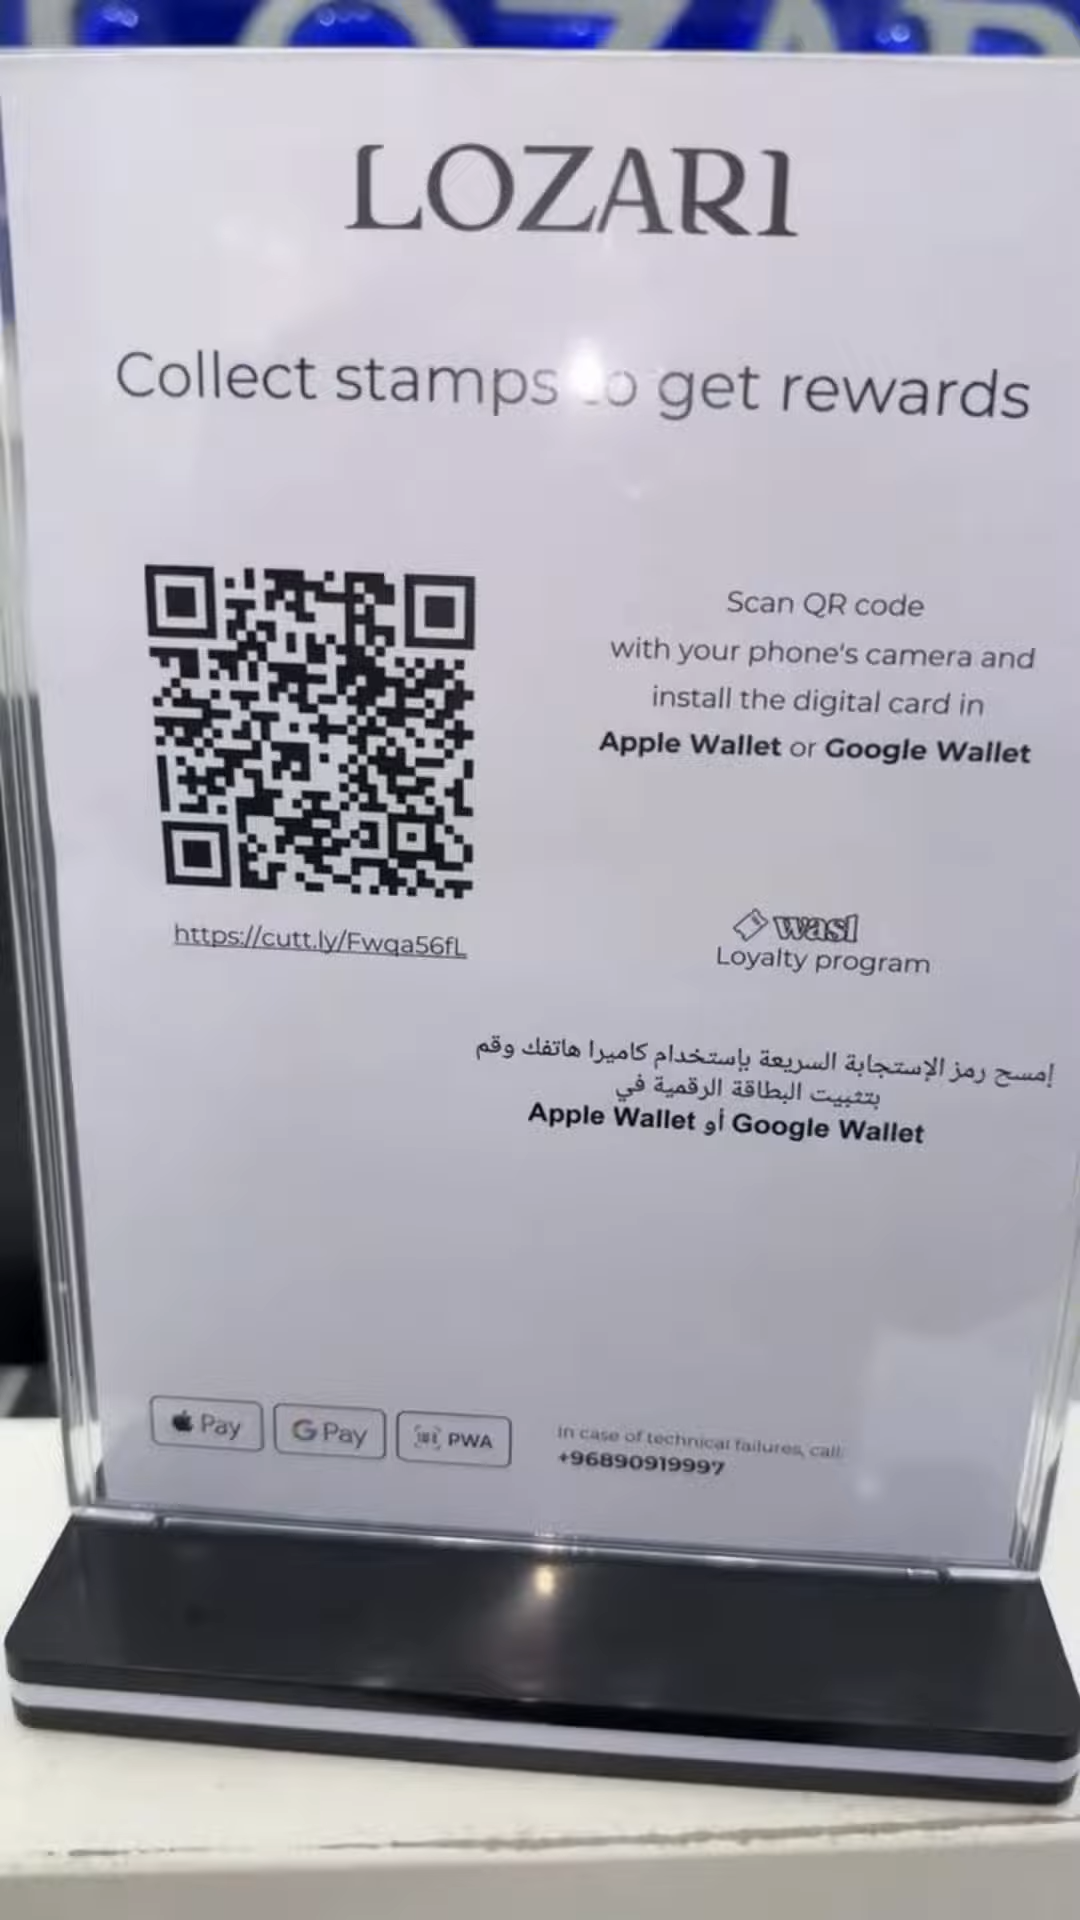 LOZARI
Collect stamps to get rewards
Scan QR code
with your phone's camera and
install the digital card in
Apple Wallet or Google Wallet
https://cutt.ly/Fwqa56fL
wasl
Loyalty program
إمسح رمز الإستجابة السريعة بإستخدام كاميرا هاتفك وقم
بتثبيت البطاقة الرقمية في
Apple Wallet أو Google Wallet
Pay
G Pay
PWA
In case of technical failures, call:
+96890919997